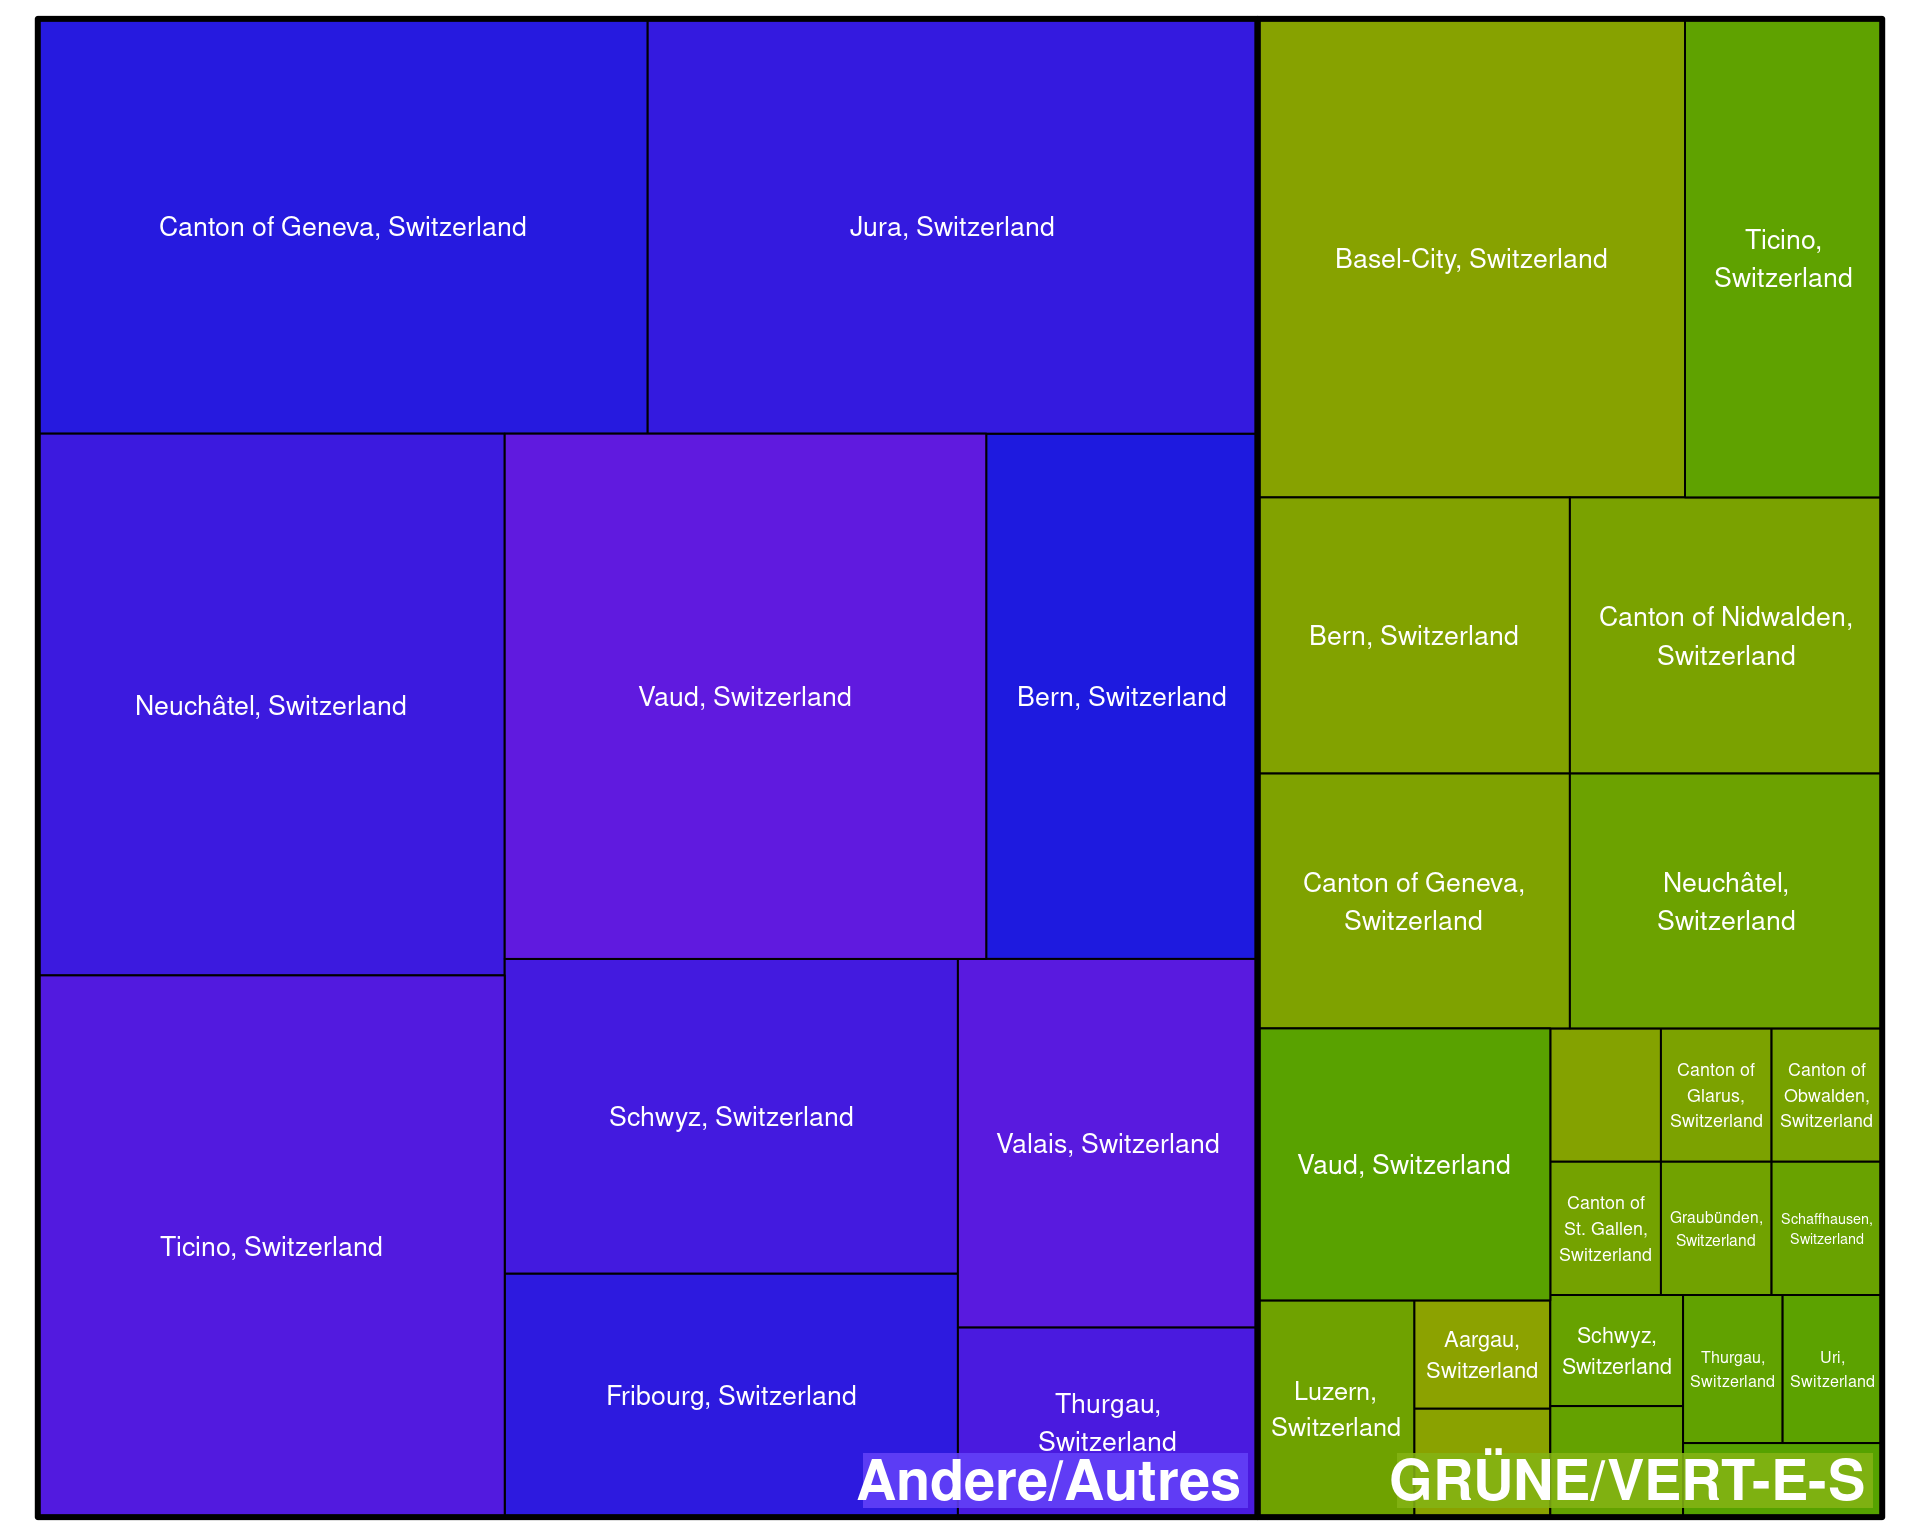 Canton of Geneva, Switzerland
Jura, Switzerland
Neuchâtel, Switzerland
Vaud, Switzerland
Bern, Switzerland
Ticino, Switzerland
Schwyz, Switzerland
Valais, Switzerland
Fribourg, Switzerland
Thurgau,
Switzerland
Andere/Autres
Basel-City, Switzerland
Ticino,
Switzerland
Bern, Switzerland
Canton of Nidwalden,
Switzerland
Canton of Geneva,
Switzerland
Neuchâtel,
Switzerland
Vaud, Switzerland
Canton of
Glarus,
Switzerland
Canton of
Obwalden,
Switzerland
Canton of
St. Gallen,
Switzerland
Graubünden,
Switzerland
Schaffhausen,
Switzerland
Luzern,
Switzerland
Aargau,
Switzerland
Schwyz,
Switzerland
Thurgau,
Switzerland
Uri,
Switzerland
GRÜNE/VERT-E-S